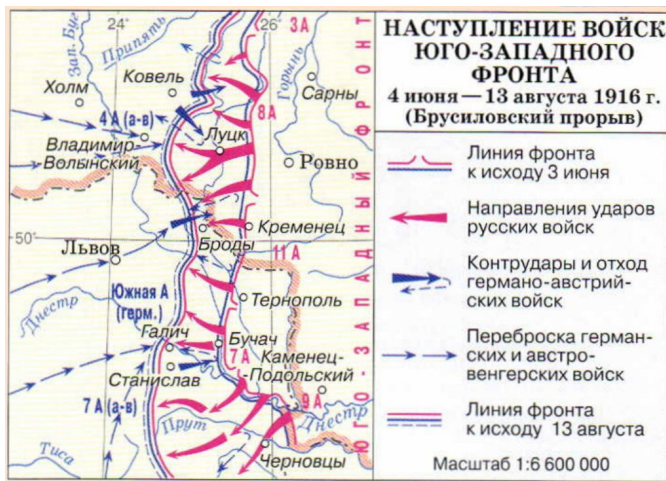 24
26
3А
Зап. Буг
Припять
Холм
Ковель
Горынь
Сарны
4 А (а-в)
8А
Луцк
Владимир-
Волынский
Ровно
50°
Львов
Броды
Кременец
11 А
Южная А
(герм.)
Тернополь
Днестр
Галич
Бучач
7 А
Каменец-
Подольский
Станислав
9 А
7 А (а-в)
Прут
Днестр
Тиса
Черновцы
ЮГО-ЗАПАДНЫЙ ФРОНТ
НАСТУПЛЕНИЕ ВОЙСК
ЮГО-ЗАПАДНОГО
ФРОНТА
4 июня — 13 августа 1916 г.
(Брусиловский прорыв)
Линия фронта
к исходу 3 июня
Направления ударов
русских войск
Контрудары и отход
германо-австрий-
ских войск
Переброска герман-
ских и австро-
венгерских войск
Линия фронта
к исходу 13 августа
Масштаб 1:6 600 000